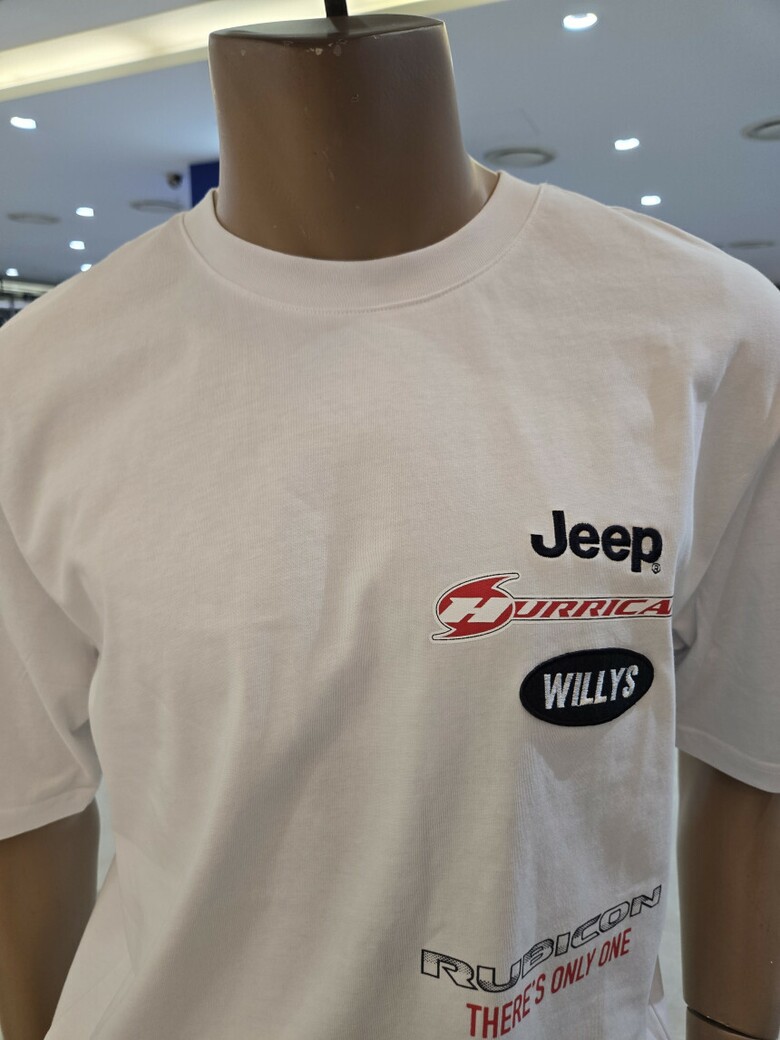 Jeep
HURRICA
WILLYS
RUBICON
THERE'S ONLY ONE